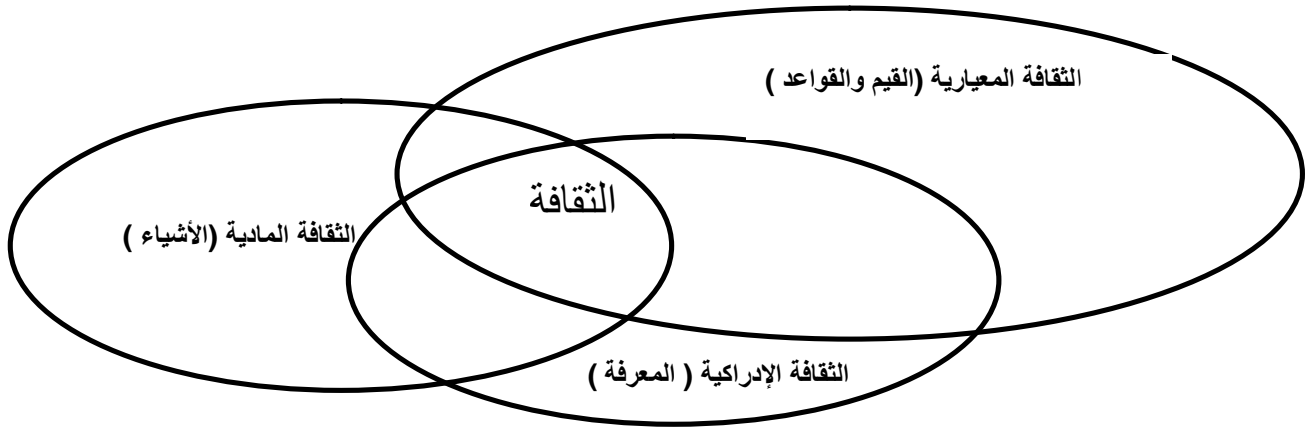 الثقافة المعيارية (القيم والقواعد )
الثقافة
الثقافة المادية (الأشياء )
الثقافة الإدراكية ( المعرفة )